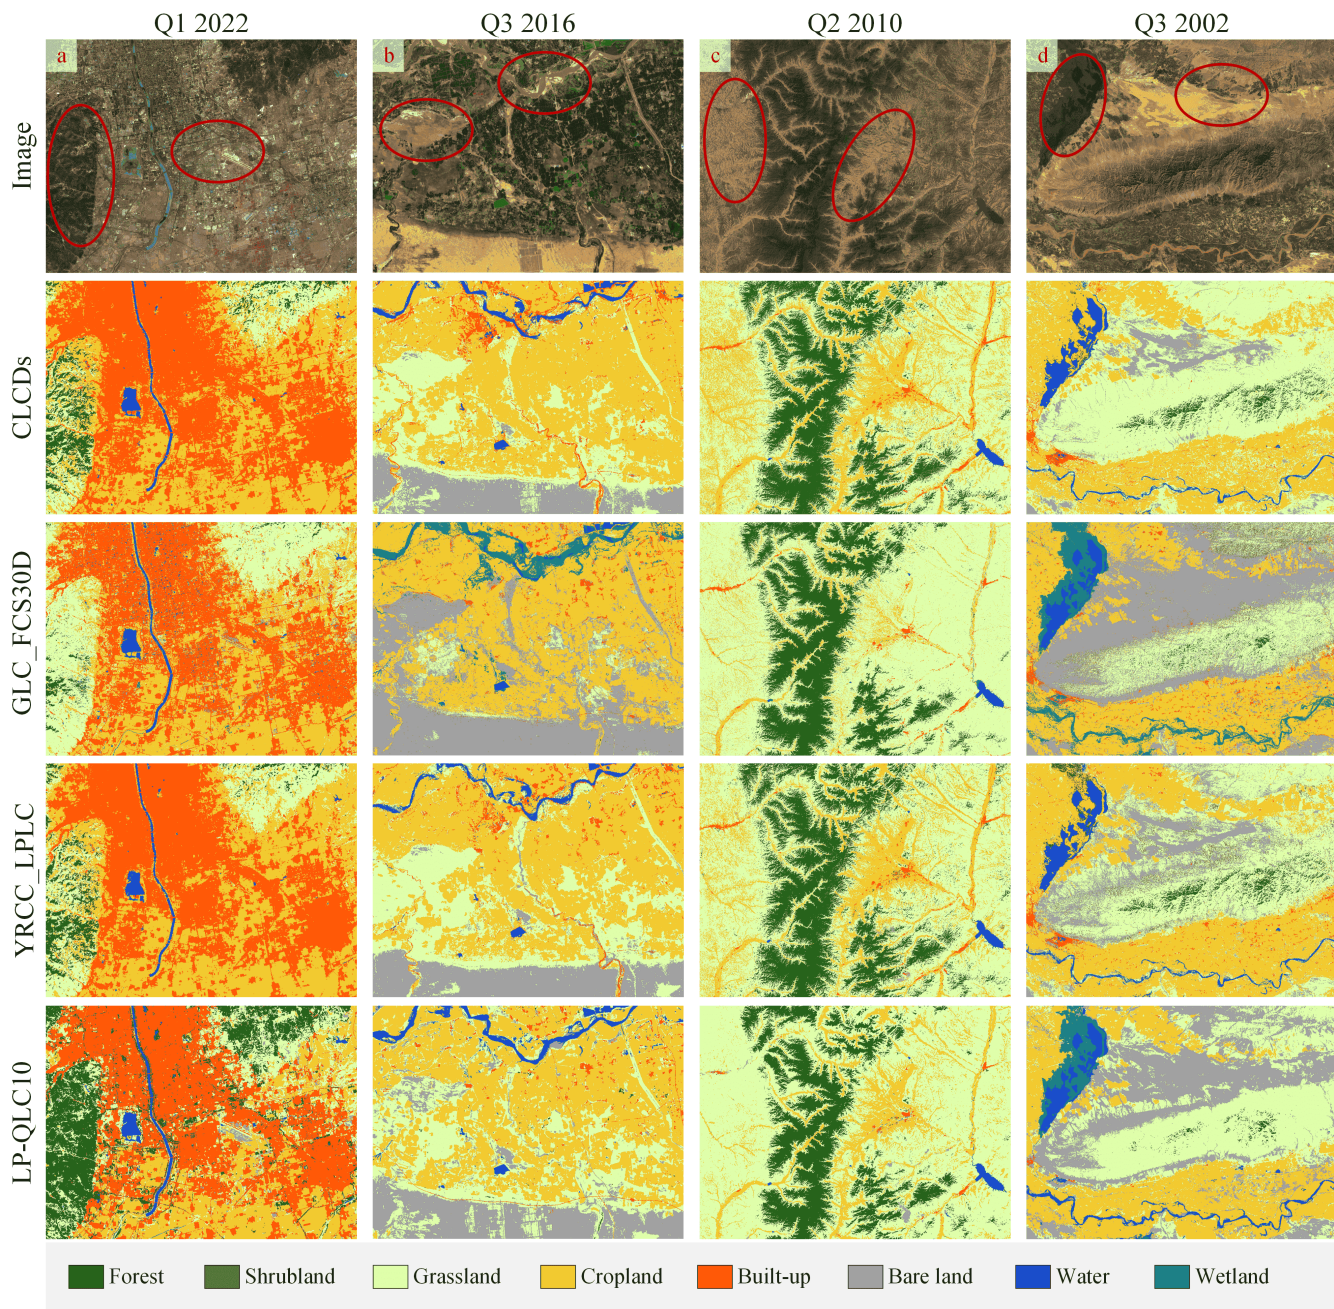 Q1 2022
Q3 2016
Q2 2010
Q3 2002
a
b
c
d
Image
CLCDs
GLC_FCS30D
YRCC_LPLC
LP-QLC10
Forest
Shrubland
Grassland
Cropland
Built-up
Bare land
Water
Wetland